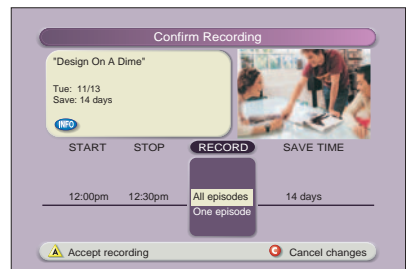 Confirm Recording
"Design On A Dime"
Tue: 11/13
Save: 14 days
INFO
START STOP RECORD SAVE TIME
12:00pm 12:30pm All episodes 14 days
One episode
A Accept recording C Cancel changes